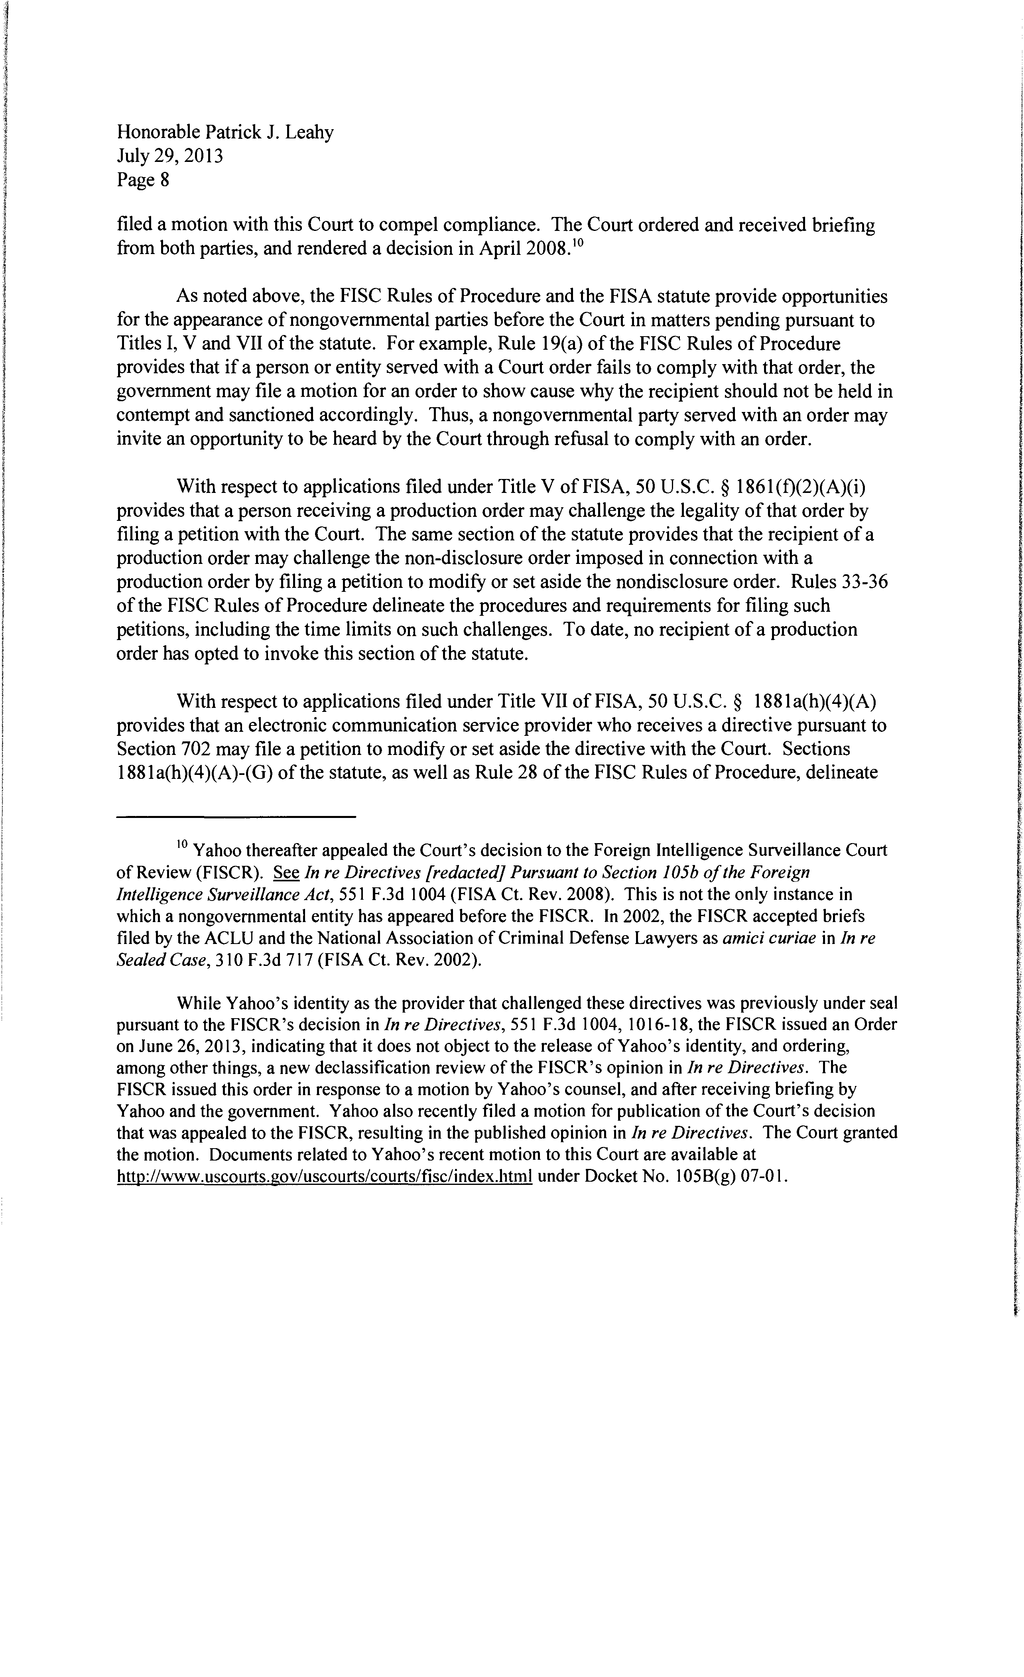 Honorable Patrick J. Leahy
July 29, 2013
Page 8
filed a motion with this Court to compel compliance. The Court ordered and received briefing
from both parties, and rendered a decision in April 2008.¹⁰
As noted above, the FISC Rules of Procedure and the FISA statute provide opportunities
for the appearance of nongovernmental parties before the Court in matters pending pursuant to
Titles I, V and VII of the statute. For example, Rule 19(a) of the FISC Rules of Procedure
provides that if a person or entity served with a Court order fails to comply with that order, the
government may file a motion for an order to show cause why the recipient should not be held in
contempt and sanctioned accordingly. Thus, a nongovernmental party served with an order may
invite an opportunity to be heard by the Court through refusal to comply with an order.
With respect to applications filed under Title V of FISA, 50 U.S.C. § 1861(f)(2)(A)(i)
provides that a person receiving a production order may challenge the legality of that order by
filing a petition with the Court. The same section of the statute provides that the recipient of a
production order may challenge the non-disclosure order imposed in connection with a
production order by filing a petition to modify or set aside the nondisclosure order. Rules 33-36
of the FISC Rules of Procedure delineate the procedures and requirements for filing such
petitions, including the time limits on such challenges. To date, no recipient of a production
order has opted to invoke this section of the statute.
With respect to applications filed under Title VII of FISA, 50 U.S.C. § 1881a(h)(4)(A)
provides that an electronic communication service provider who receives a directive pursuant to
Section 702 may file a petition to modify or set aside the directive with the Court. Sections
1881a(h)(4)(A)-(G) of the statute, as well as Rule 28 of the FISC Rules of Procedure, delineate
¹⁰ Yahoo thereafter appealed the Court's decision to the Foreign Intelligence Surveillance Court
of Review (FISCR). See In re Directives [redacted] Pursuant to Section 105b of the Foreign
Intelligence Surveillance Act, 551 F.3d 1004 (FISA Ct. Rev. 2008). This is not the only instance in
which a nongovernmental entity has appeared before the FISCR. In 2002, the FISCR accepted briefs
filed by the ACLU and the National Association of Criminal Defense Lawyers as amici curiae in In re
Sealed Case, 310 F.3d 717 (FISA Ct. Rev. 2002).
While Yahoo's identity as the provider that challenged these directives was previously under seal
pursuant to the FISCR's decision in In re Directives, 551 F.3d 1004, 1016-18, the FISCR issued an Order
on June 26, 2013, indicating that it does not object to the release of Yahoo's identity, and ordering,
among other things, a new declassification review of the FISCR's opinion in In re Directives. The
FISCR issued this order in response to a motion by Yahoo's counsel, and after receiving briefing by
Yahoo and the government. Yahoo also recently filed a motion for publication of the Court's decision
that was appealed to the FISCR, resulting in the published opinion in In re Directives. The Court granted
the motion. Documents related to Yahoo's recent motion to this Court are available at
http://www.uscourts.gov/uscourts/courts/fisc/index.html under Docket No. 105B(g) 07-01.